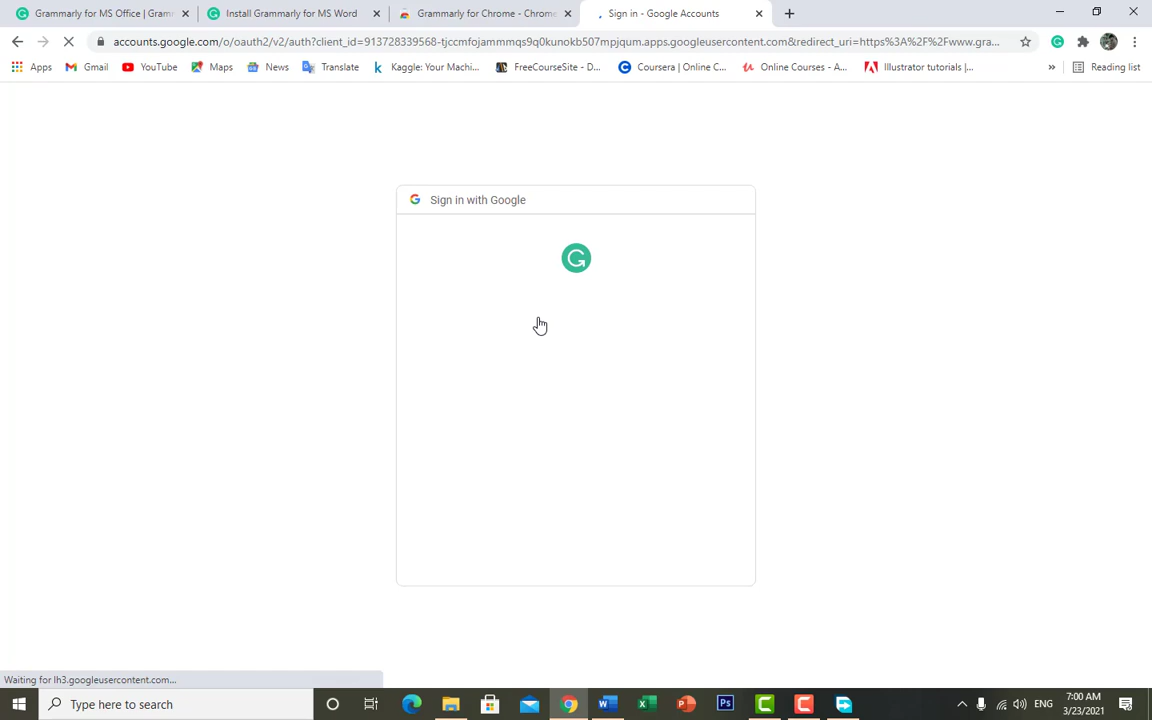 Grammarly for MS Office | Gramm
Install Grammarly for MS Word
Grammarly for Chrome - Chrome
Sign in - Google Accounts
accounts.google.com/o/oauth2/v2/auth?client_id=913728339568-tjccmfojammmqs9q0kunokb507mpjqum.apps.googleusercontent.com&redirect_uri=https%3A%2F%2Fwww.gra...
Apps
Gmail
YouTube
Maps
News
Translate
Kaggle: Your Machi...
FreeCourseSite - D...
Coursera | Online C...
Online Courses - A...
Illustrator tutorials |...
»
Reading list
Sign in with Google
Waiting for lh3.googleusercontent.com...
Type here to search
ENG
7:00 AM
3/23/2021